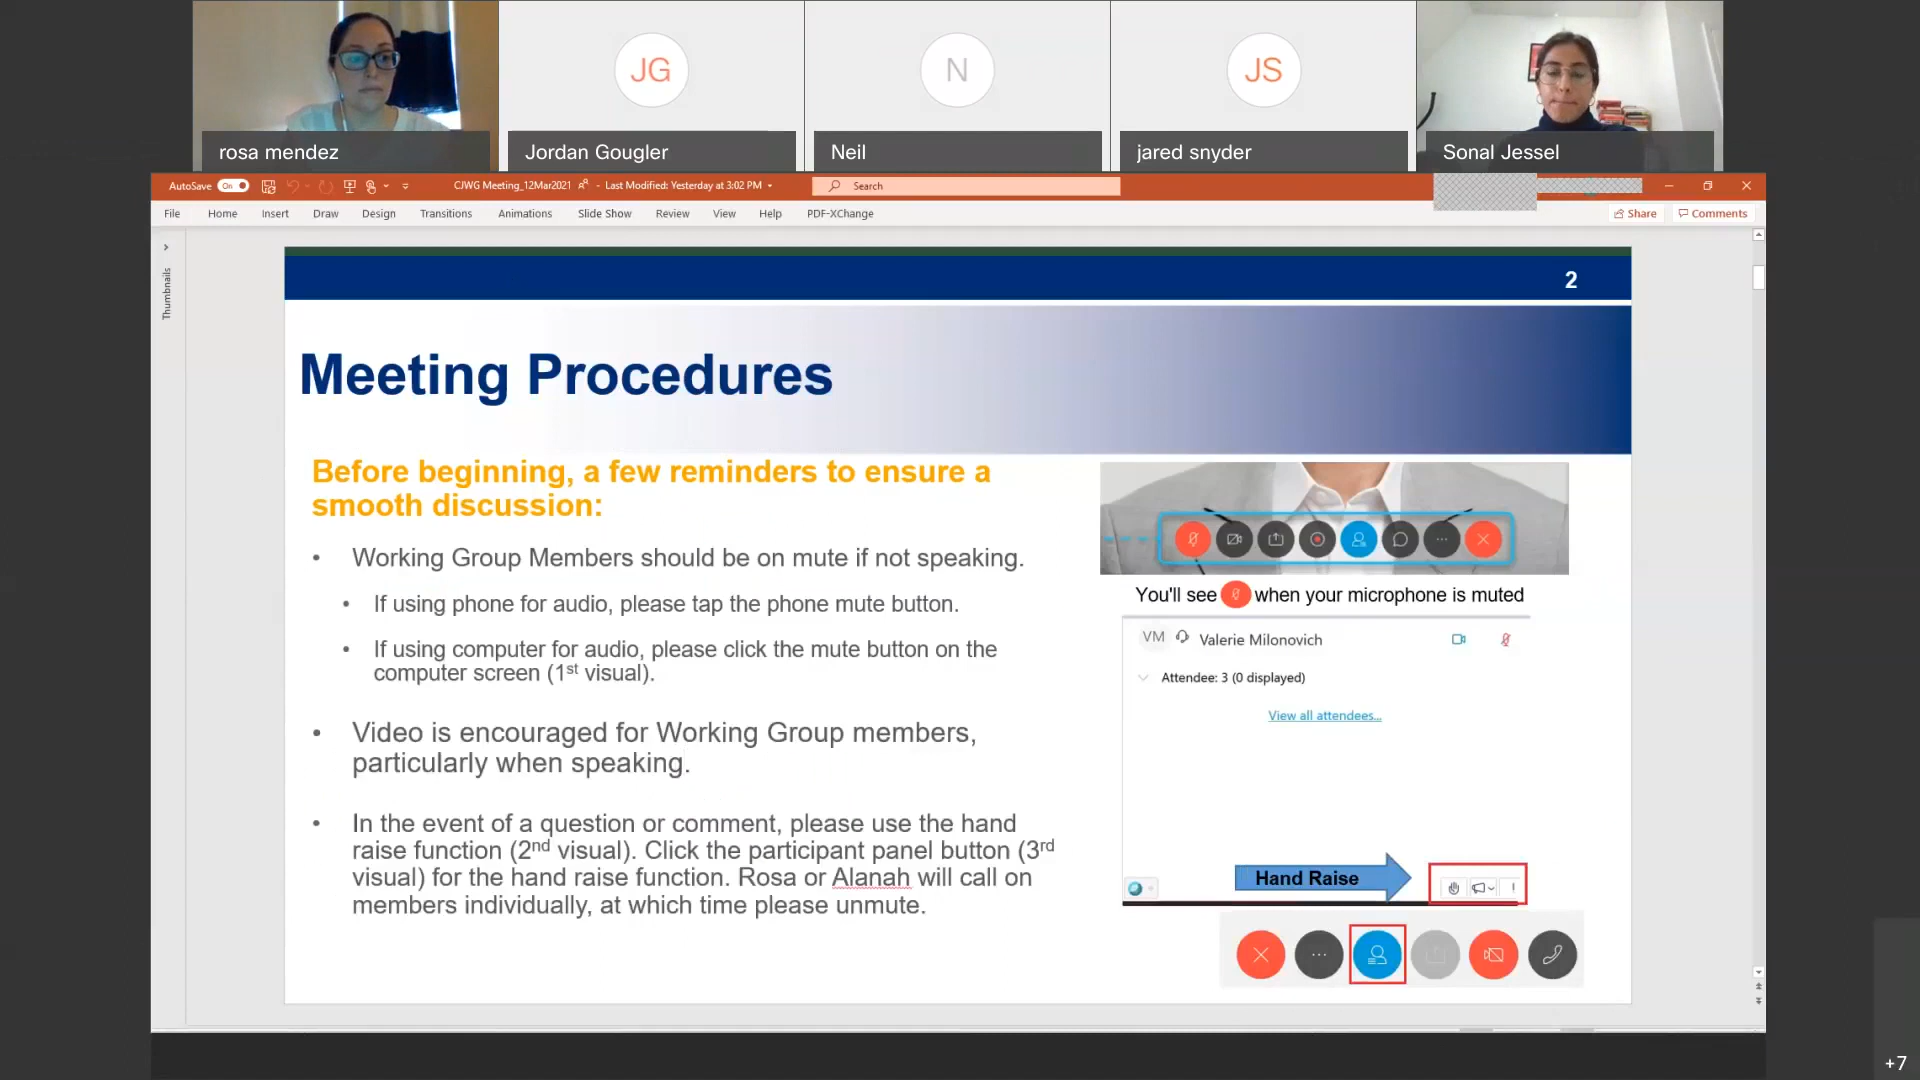 JG
N
JS
rosa mendez
Jordan Gougler
Neil
jared snyder
Sonal Jessel
AutoSave On
CJWG Meeting_12Mar2021 - Last Modified: Yesterday at 3:02 PM
Search
File Home Insert Draw Design Transitions Animations Slide Show Review View Help PDF-XChange
Share Comments
Thumbnails
2
Meeting Procedures
Before beginning, a few reminders to ensure a
smooth discussion:
• Working Group Members should be on mute if not speaking.
• If using phone for audio, please tap the phone mute button.
• If using computer for audio, please click the mute button on the
computer screen (1st visual).
• Video is encouraged for Working Group members,
particularly when speaking.
• In the event of a question or comment, please use the hand
raise function (2nd visual). Click the participant panel button (3rd
visual) for the hand raise function. Rosa or Alanah will call on
members individually, at which time please unmute.
You'll see when your microphone is muted
VM Valerie Milonovich
Attendee: 3 (0 displayed)
View all attendees...
Hand Raise
+7